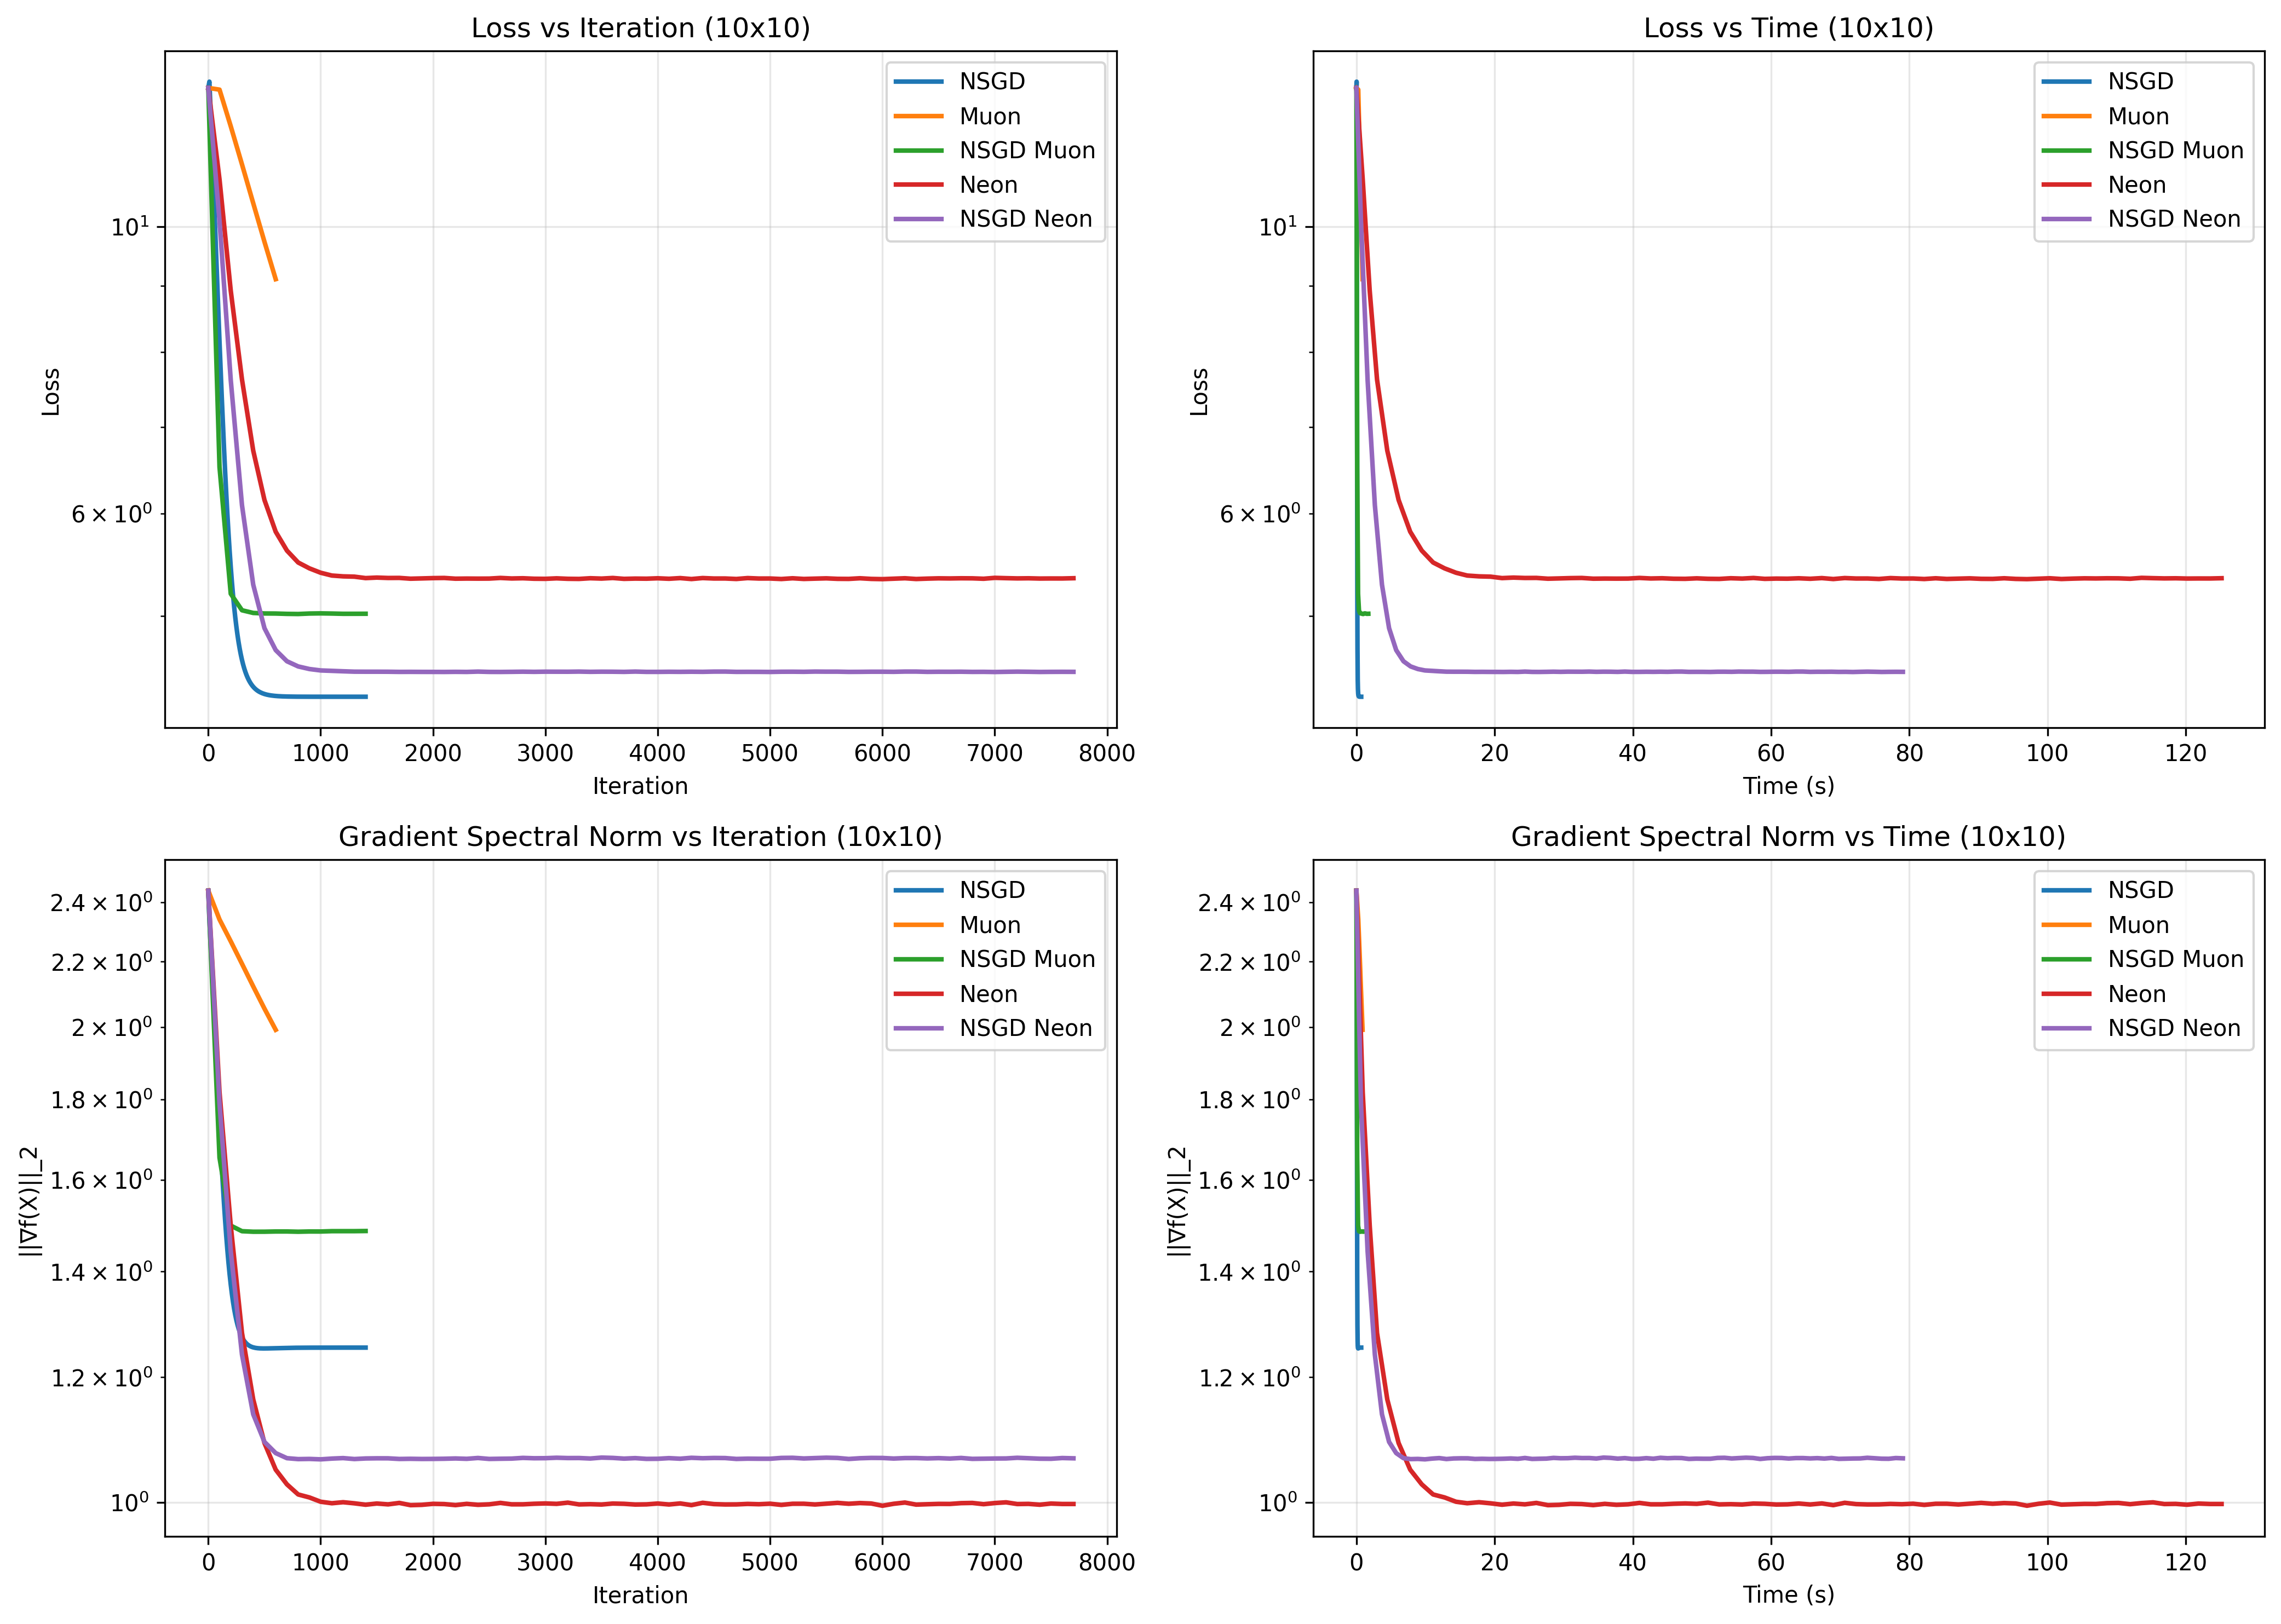 Loss vs Iteration (10x10)
Loss
10¹
6 × 10⁰
0 1000 2000 3000 4000 5000 6000 7000 8000
Iteration
NSGD
Muon
NSGD Muon
Neon
NSGD Neon
Loss vs Time (10x10)
Loss
10¹
6 × 10⁰
0 20 40 60 80 100 120
Time (s)
NSGD
Muon
NSGD Muon
Neon
NSGD Neon
Gradient Spectral Norm vs Iteration (10x10)
||∇f(X)||_2
2.4 × 10⁰
2.2 × 10⁰
2 × 10⁰
1.8 × 10⁰
1.6 × 10⁰
1.4 × 10⁰
1.2 × 10⁰
10⁰
0 1000 2000 3000 4000 5000 6000 7000 8000
Iteration
NSGD
Muon
NSGD Muon
Neon
NSGD Neon
Gradient Spectral Norm vs Time (10x10)
||∇f(X)||_2
2.4 × 10⁰
2.2 × 10⁰
2 × 10⁰
1.8 × 10⁰
1.6 × 10⁰
1.4 × 10⁰
1.2 × 10⁰
10⁰
0 20 40 60 80 100 120
Time (s)
NSGD
Muon
NSGD Muon
Neon
NSGD Neon